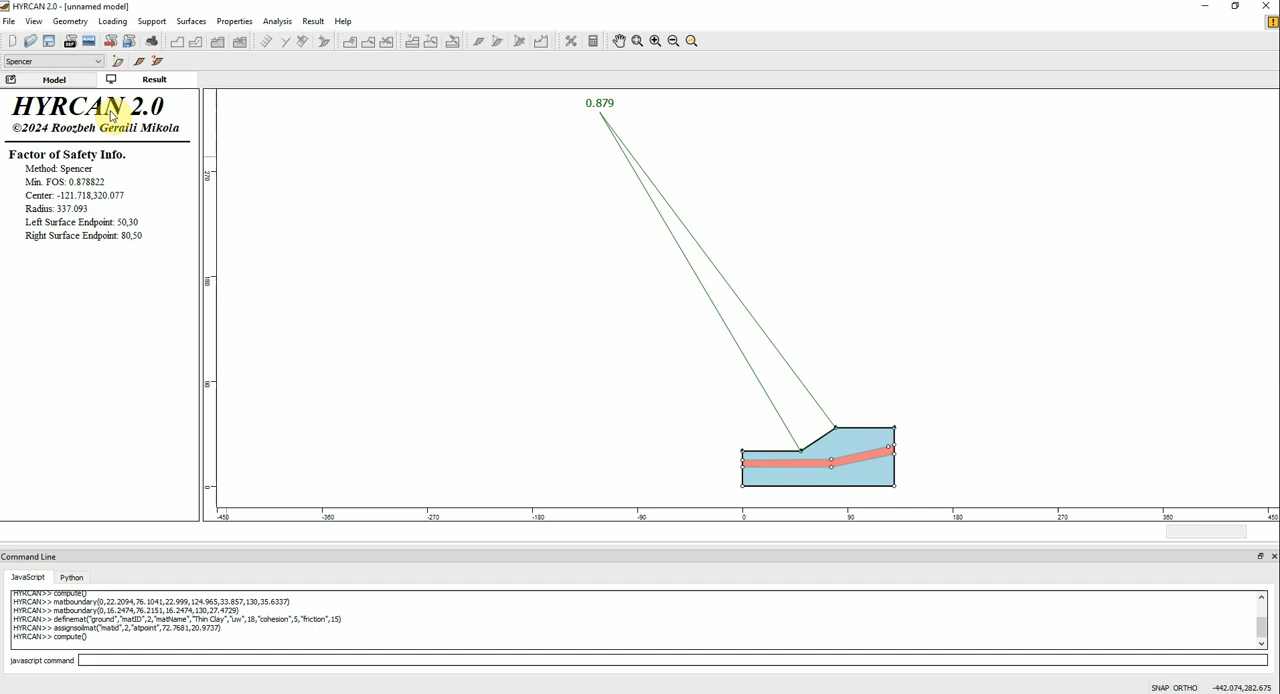 HYRCAN 2.0 - [unnamed model]
File View Geometry Loading Support Surfaces Properties Analysis Result Help
Spencer
Model Result
HYRCAN 2.0
©2024 Roozbeh Geraili Mikola
Factor of Safety Info.
Method: Spencer
Min. FOS: 0.878822
Center: -121.718,320.077
Radius: 337.093
Left Surface Endpoint: 50,30
Right Surface Endpoint: 80,50
0.879
270
180
90
0
-450 -360 -270 -180 -90 0 90 180 270 360 450
Command Line
JavaScript Python
HYRCAN>> compute()
HYRCAN>> matboundary(0,22.2094,76.1041,22.999,124.965,33.857,130,35.6337)
HYRCAN>> matboundary(0,16.2474,76.2151,16.2474,130,27.4729)
HYRCAN>> definemat("ground","matID",2,"matName","Thin Clay","uw",18,"cohesion",5,"friction",15)
HYRCAN>> assignsoilmat("matid",2,"atpoint",72.7681,20.9737)
HYRCAN>> compute()
javascript command
SNAP ORTHO -442.074,282.675